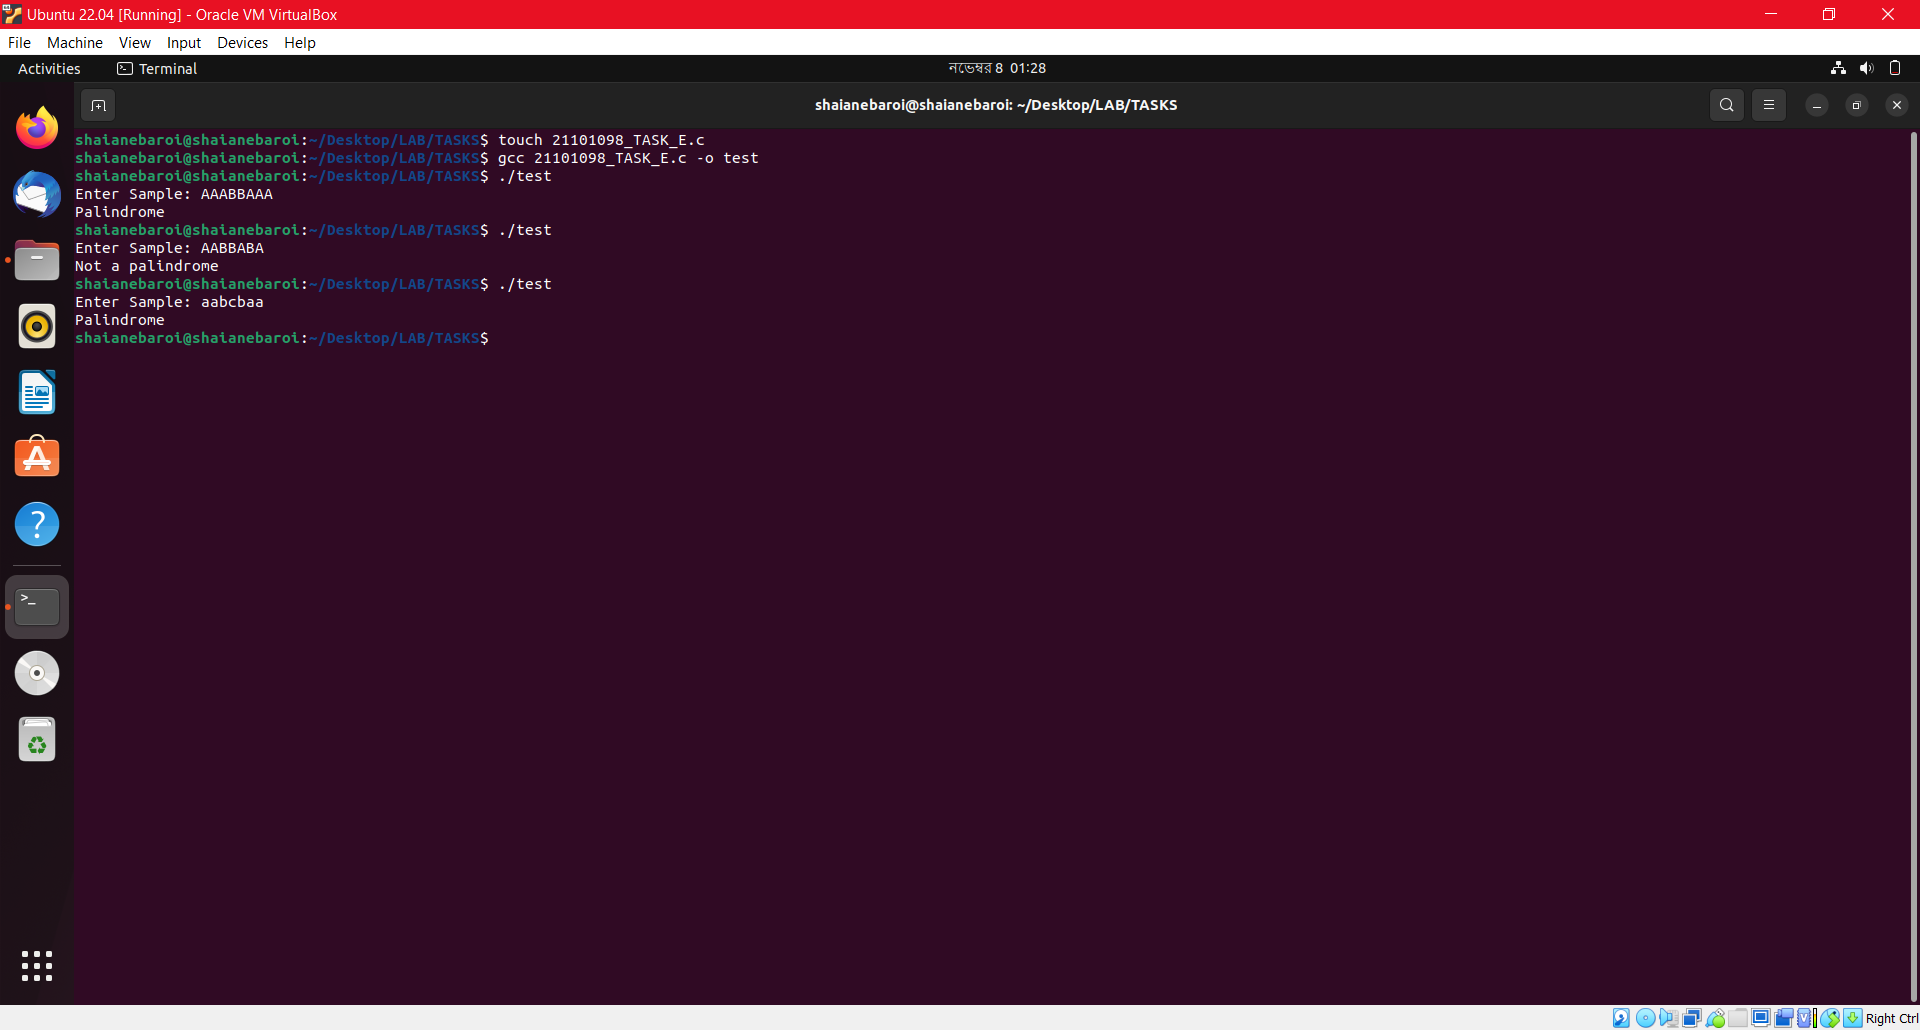 Ubuntu 22.04 [Running] - Oracle VM VirtualBox
File Machine View Input Devices Help
Activities Terminal নভেম্বর 8 01:28
shaianebaroi@shaianebaroi: ~/Desktop/LAB/TASKS
shaianebaroi@shaianebaroi:~/Desktop/LAB/TASKS$ touch 21101098_TASK_E.c
shaianebaroi@shaianebaroi:~/Desktop/LAB/TASKS$ gcc 21101098_TASK_E.c -o test
shaianebaroi@shaianebaroi:~/Desktop/LAB/TASKS$ ./test
Enter Sample: AAABBAAA
Palindrome
shaianebaroi@shaianebaroi:~/Desktop/LAB/TASKS$ ./test
Enter Sample: AABBABA
Not a palindrome
shaianebaroi@shaianebaroi:~/Desktop/LAB/TASKS$ ./test
Enter Sample: aabcbaa
Palindrome
shaianebaroi@shaianebaroi:~/Desktop/LAB/TASKS$
Right Ctrl